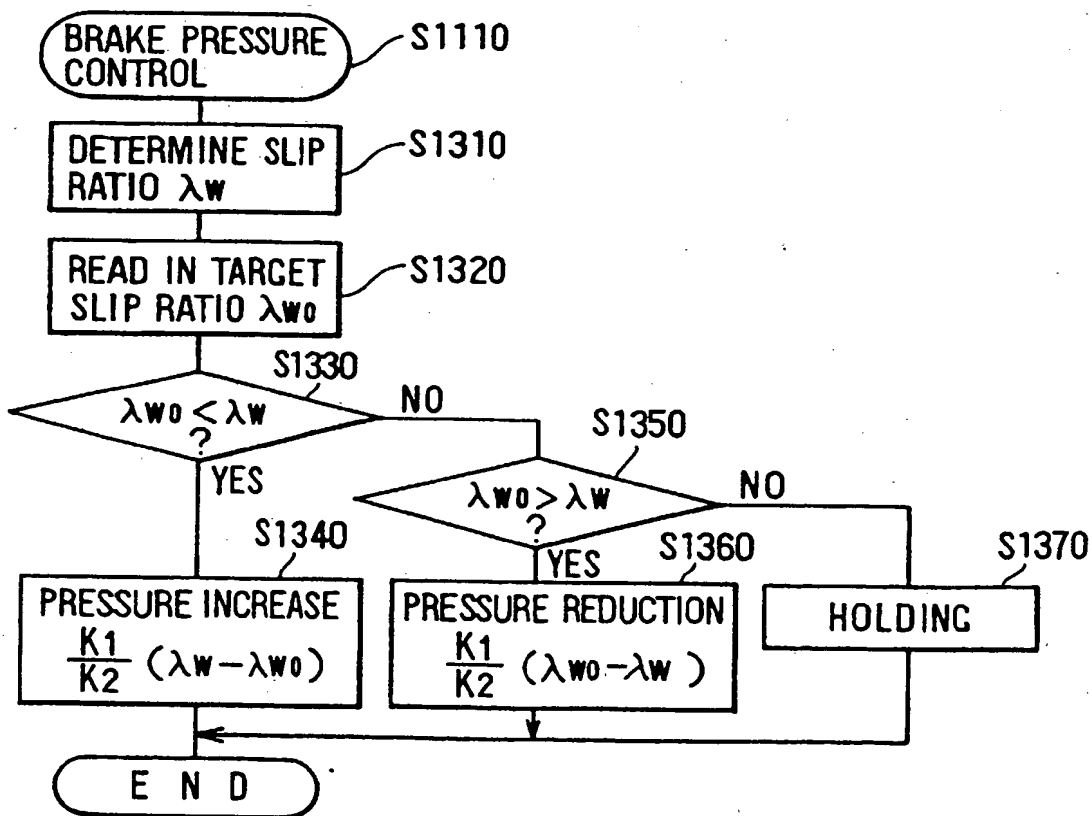 BRAKE PRESSURE
CONTROL
S1110
DETERMINE SLIP
RATIO λW
S1310
READ IN TARGET
SLIP RATIO λWO
S1320
S1330
λWO < λW
?
NO
YES
S1350
λWO > λW
?
NO
YES
S1340
PRESSURE INCREASE
K1
K2
(λW-λWO)
S1360
PRESSURE REDUCTION
K1
K2
(λWO-λW)
S1370
HOLDING
END